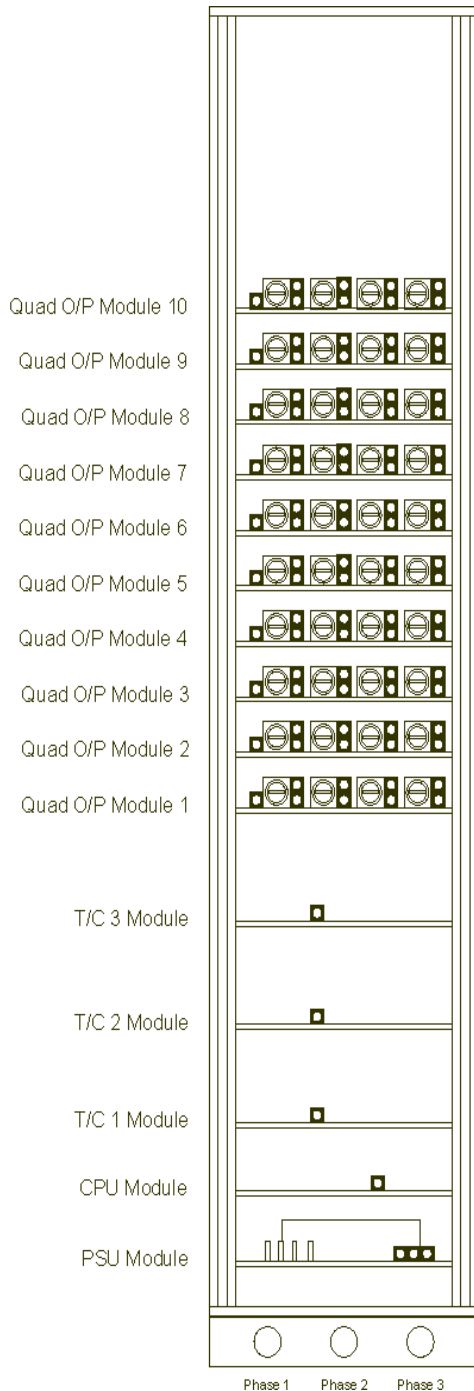 Quad O/P Module 10
Quad O/P Module 9
Quad O/P Module 8
Quad O/P Module 7
Quad O/P Module 6
Quad O/P Module 5
Quad O/P Module 4
Quad O/P Module 3
Quad O/P Module 2
Quad O/P Module 1
T/C 3 Module
T/C 2 Module
T/C 1 Module
CPU Module
PSU Module
Phase 1 Phase 2 Phase 3